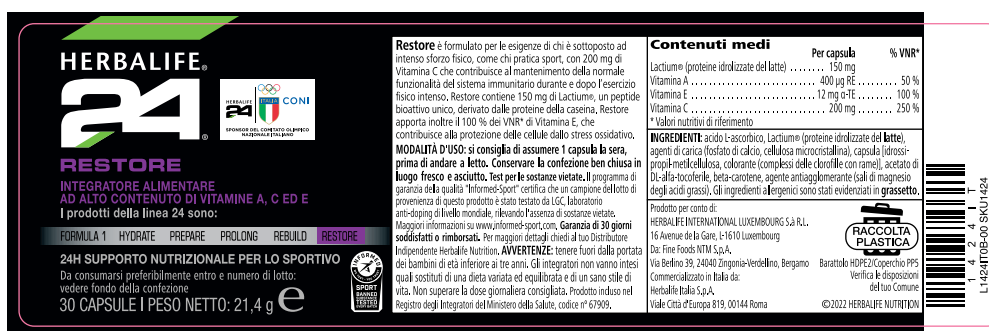 HERBALIFE®
24®
HERBALIFE
24
ITALIA
CONI
SPONSOR DEL COMITATO OLIMPICO
NAZIONALE ITALIANO
RESTORE
INTEGRATORE ALIMENTARE
AD ALTO CONTENUTO DI VITAMINE A, C ED E
I prodotti della linea 24 sono:
FORMULA 1 HYDRATE PREPARE PROLONG REBUILD RESTORE
24H SUPPORTO NUTRIZIONALE PER LO SPORTIVO
Da consumarsi preferibilmente entro e numero di lotto:
vedere fondo della confezione
30 CAPSULE I PESO NETTO: 21,4 g e
INFORMED
SPORT
BANNED
SUBSTANCE
TESTED
EVERY BATCH
Restore è formulato per le esigenze di chi è sottoposto ad
intenso sforzo fisico, come chi pratica sport, con 200 mg di
Vitamina C che contribuisce al mantenimento della normale
funzionalità del sistema immunitario durante e dopo l'esercizio
fisico intenso. Restore contiene 150 mg di Lactium®, un peptide
bioattivo unico, derivato dalle proteine della caseina, Restore
apporta inoltre il 100 % dei VNR* di Vitamina E, che
contribuisce alla protezione delle cellule dallo stress ossidativo.
MODALITÀ D'USO: si consiglia di assumere 1 capsula la sera,
prima di andare a letto. Conservare la confezione ben chiusa in
luogo fresco e asciutto. Test per le sostanze vietate. Il programma di
garanzia della qualità "Informed-Sport" certifica che un campione del lotto di
provenienza di questo prodotto è stato testato da LGC, laboratorio
anti-doping di livello mondiale, rilevando l'assenza di sostanze vietate.
Maggiori informazioni su www.informed-sport.com, Garanzia di 30 giorni
soddisfatti o rimborsati. Per maggiori dettagli chiedi al tuo Distributore
Indipendente Herbalife Nutrition. AVVERTENZE: tenere fuori dalla portata
dei bambini di età inferiore ai tre anni. Gli integratori non vanno intesi
quali sostituti di una dieta variata ed equilibrata e di un sano stile di
vita. Non superare la dose giornaliera consigliata. Prodotto incluso nel
Registro degli Integratori del Ministero della Salute, codice n° 67909.
Contenuti medi
Per capsula % VNR*
Lactium® (proteine idrolizzate del latte) ........ 150 mg
Vitamina A .................... 400 µg RE ...... 50 %
Vitamina E .................... 12 mg α-TE ...... 100 %
Vitamina C .................... 200 mg ...... 250 %
* Valori nutritivi di riferimento
INGREDIENTI: acido L-ascorbico, Lactium® (proteine idrolizzate del latte),
agenti di carica (fosfato di calcio, cellulosa microcristallina), capsula [idrossi-
propil-metilcellulosa, colorante (complessi delle clorofille con rame)], acetato di
DL-alfa-tocoferile, beta-carotene, agente antiagglomerante (sali di magnesio
degli acidi grassi). Gli ingredienti allergenici sono stati evidenziati in grassetto.
Prodotto per conto di:
HERBALIFE INTERNATIONAL LUXEMBOURG S.à R.L.
16 Avenue de la Gare, L-1610 Luxembourg
Da: Fine Foods NTM S.p.A.
Via Berlino 39, 24040 Zingonia-Verdellino, Bergamo
Commercializzato in Italia da:
Herbalife Italia S.p.A.
Viale Città d'Europa 819, 00144 Roma
RACCOLTA
PLASTICA
Barattolo HDPE2/Coperchio PP5
Verifica le disposizioni
del tuo Comune
©2022 HERBALIFE NUTRITION
1424IT
L1424IT0B-00 SKU1424